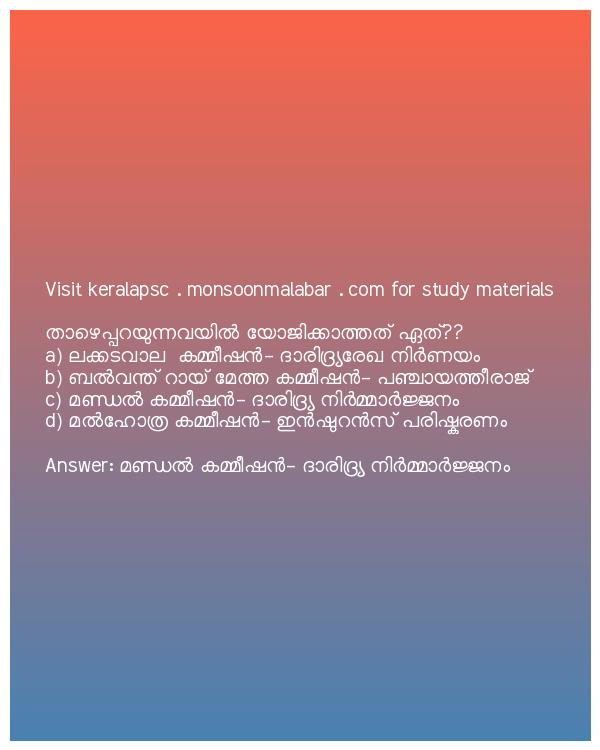 Visit keralapsc . monsoonmalabar . com for study materials
താഴെപ്പറയുന്നവയിൽ യോജിക്കാത്തത് ഏത്??
a) ലക്കടവാല കമ്മീഷൻ- ദാരിദ്ര്യരേഖ നിർണയം
b) ബൽവന്ത് റായ് മേത്ത കമ്മീഷൻ- പഞ്ചായത്തീരാജ്
c) മണ്ഡൽ കമ്മീഷൻ- ദാരിദ്ര്യ നിർമ്മാർജ്ജനം
d) മൽഹോത്ര കമ്മീഷൻ- ഇൻഷുറൻസ് പരിഷ്കരണം
Answer: മണ്ഡൽ കമ്മീഷൻ- ദാരിദ്ര്യ നിർമ്മാർജ്ജനം